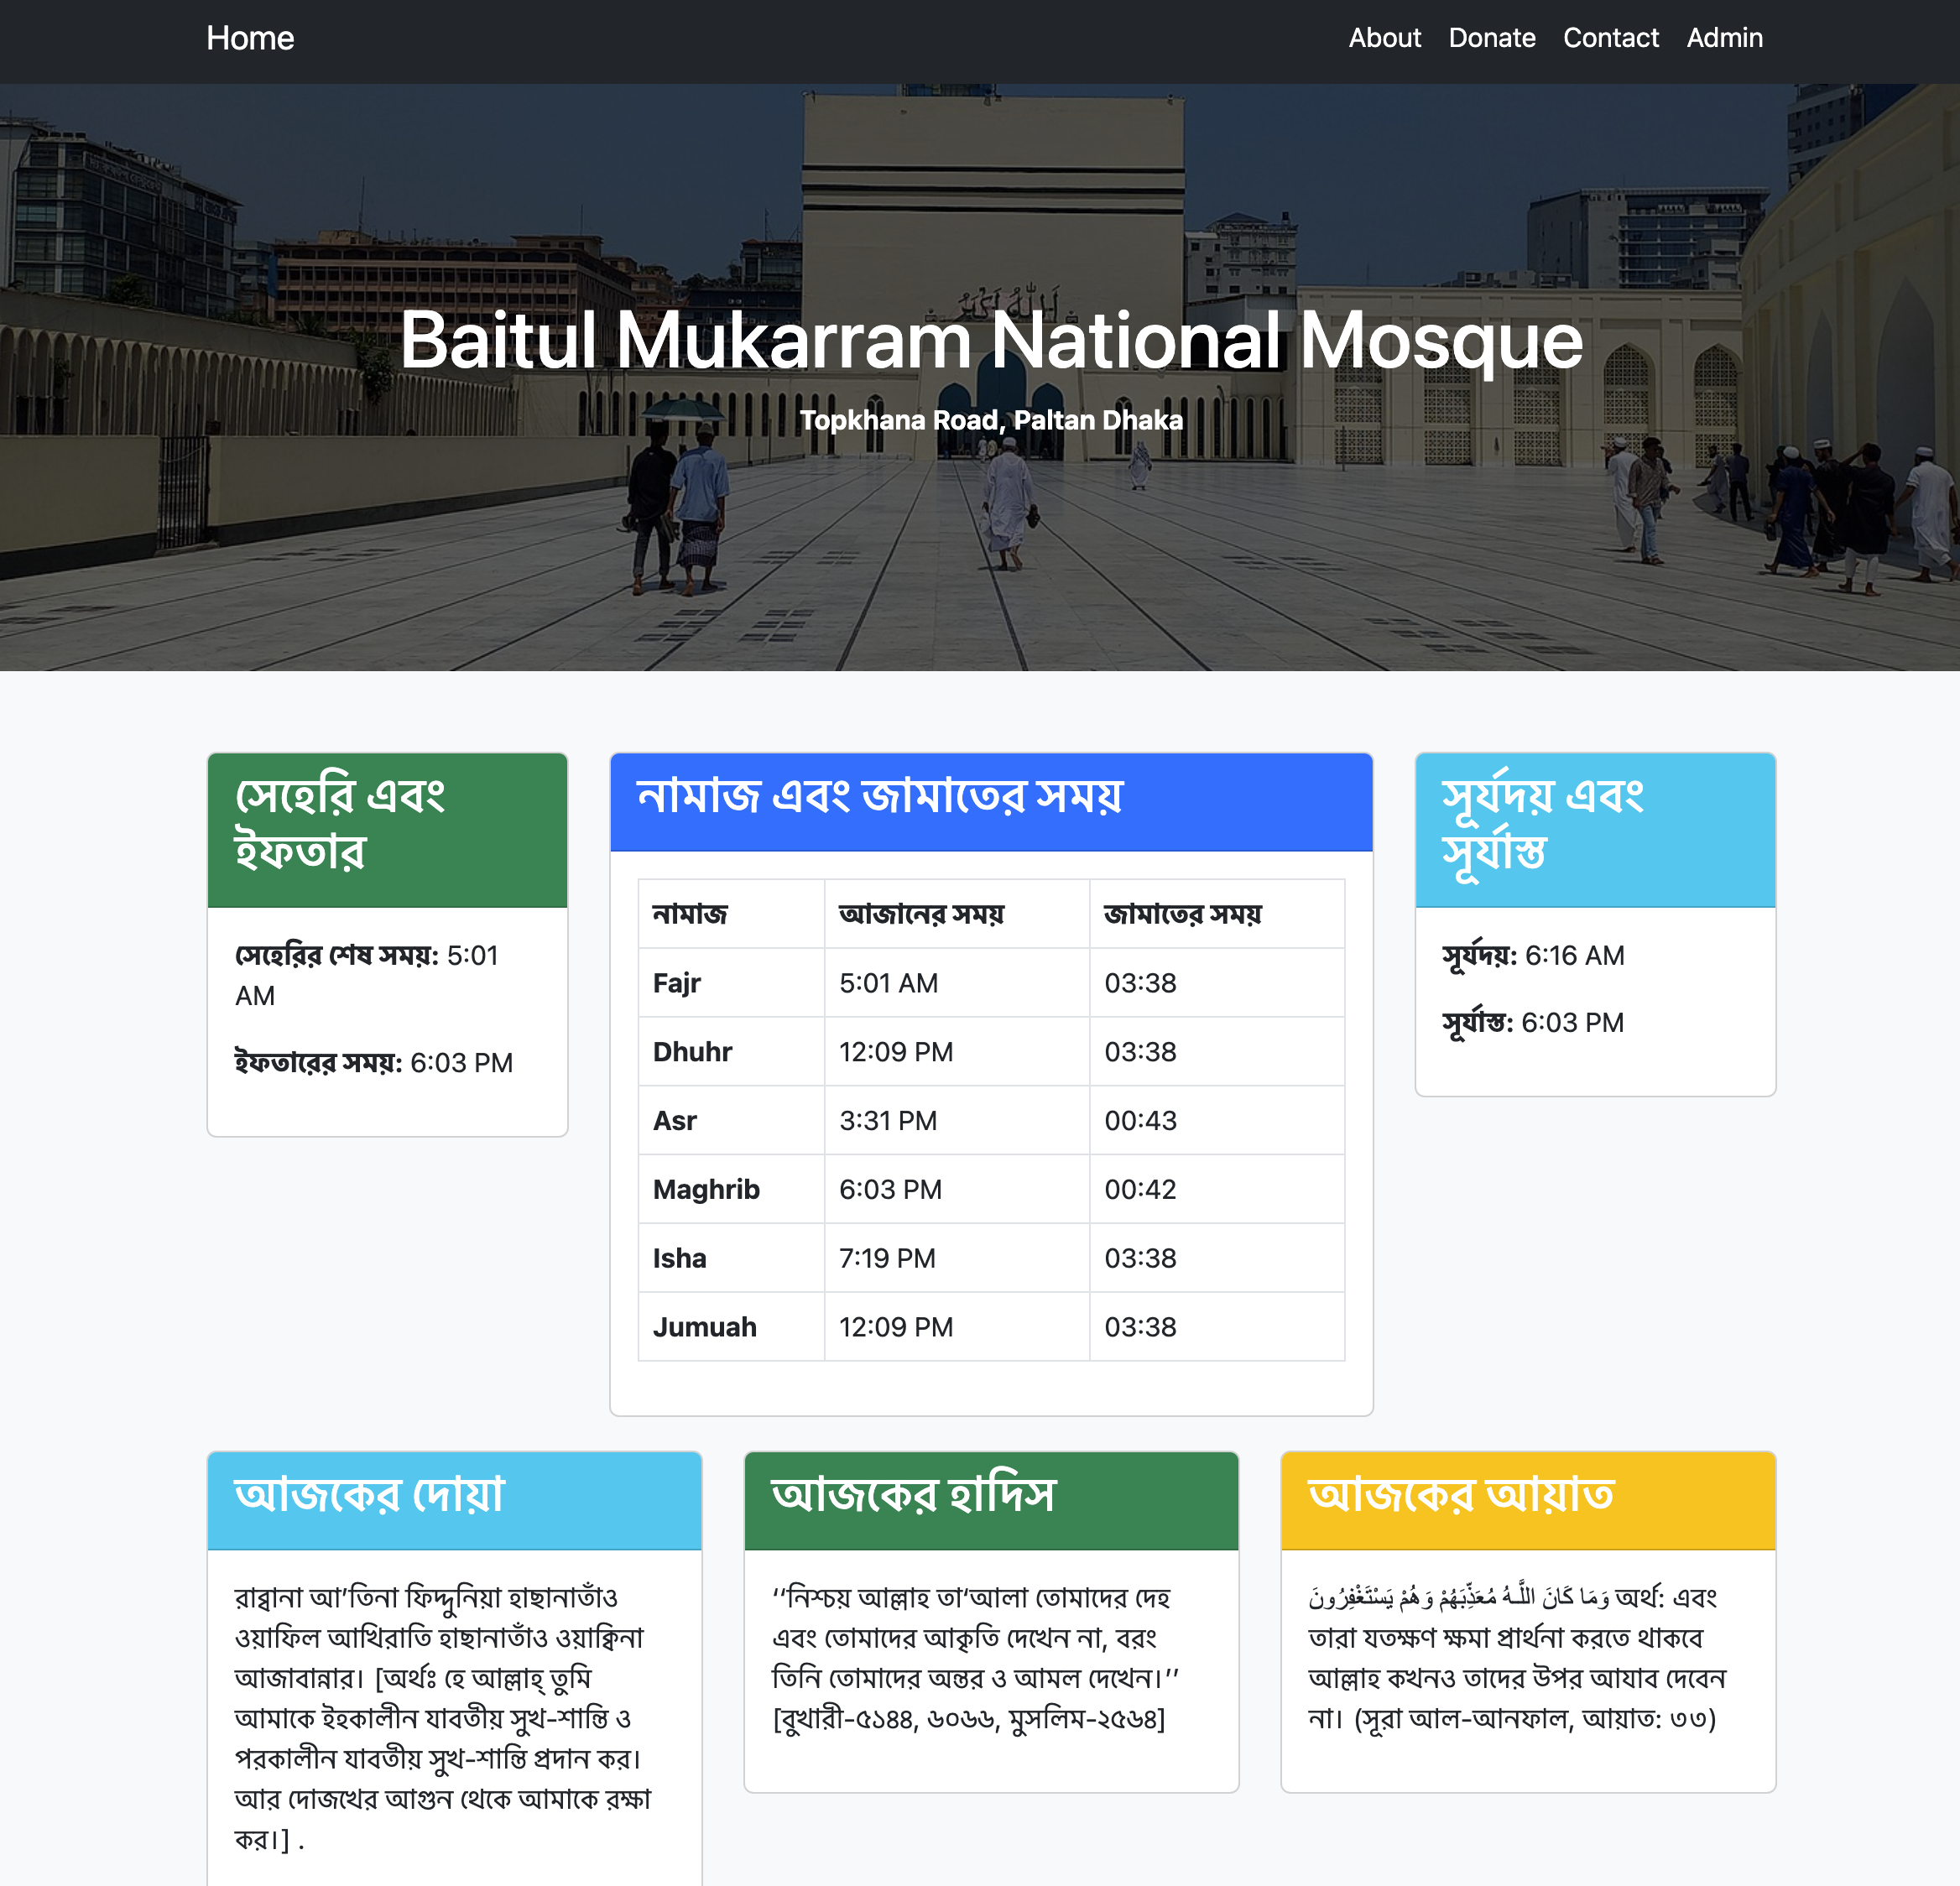 Home
About Donate Contact Admin
الله أكبر
Baitul Mukarram National Mosque
Topkhana Road, Paltan Dhaka
সেহেরি এবং
ইফতার
সেহেরির শেষ সময়: 5:01
AM
ইফতারের সময়: 6:03 PM
নামাজ এবং জামাতের সময়
নামাজ আজানের সময় জামাতের সময়
Fajr 5:01 AM 03:38
Dhuhr 12:09 PM 03:38
Asr 3:31 PM 00:43
Maghrib 6:03 PM 00:42
Isha 7:19 PM 03:38
Jumuah 12:09 PM 03:38
সূর্যদয় এবং
সূর্যাস্ত
সূর্যদয়: 6:16 AM
সূর্যাস্ত: 6:03 PM
আজকের দোয়া
রাব্বানা আ’তিনা ফিদ্দুনিয়া হাছানাতাঁও
ওয়াফিল আখিরাতি হাছানাতাঁও ওয়াক্বিনা
আজাবান্নার। [অর্থঃ হে আল্লাহ্ তুমি
আমাকে ইহকালীন যাবতীয় সুখ-শান্তি ও
পরকালীন যাবতীয় সুখ-শান্তি প্রদান কর।
আর দোজখের আগুন থেকে আমাকে রক্ষা
কর।] .
আজকের হাদিস
‘‘নিশ্চয় আল্লাহ তা‘আলা তোমাদের দেহ
এবং তোমাদের আকৃতি দেখেন না, বরং
তিনি তোমাদের অন্তর ও আমল দেখেন।’’
[বুখারী-৫১৪৪, ৬০৬৬, মুসলিম-২৫৬৪]
আজকের আয়াত
وَمَا كَانَ اللَّـهُ مُعَذِّبَهُمْ وَهُمْ يَسْتَغْفِرُونَ অর্থ: এবং
তারা যতক্ষণ ক্ষমা প্রার্থনা করতে থাকবে
আল্লাহ কখনও তাদের উপর আযাব দেবেন
না। (সূরা আল-আনফাল, আয়াত: ৩৩)